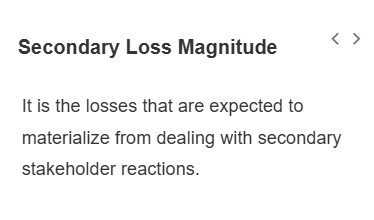 Secondary Loss Magnitude
It is the losses that are expected to
materialize from dealing with secondary
stakeholder reactions.